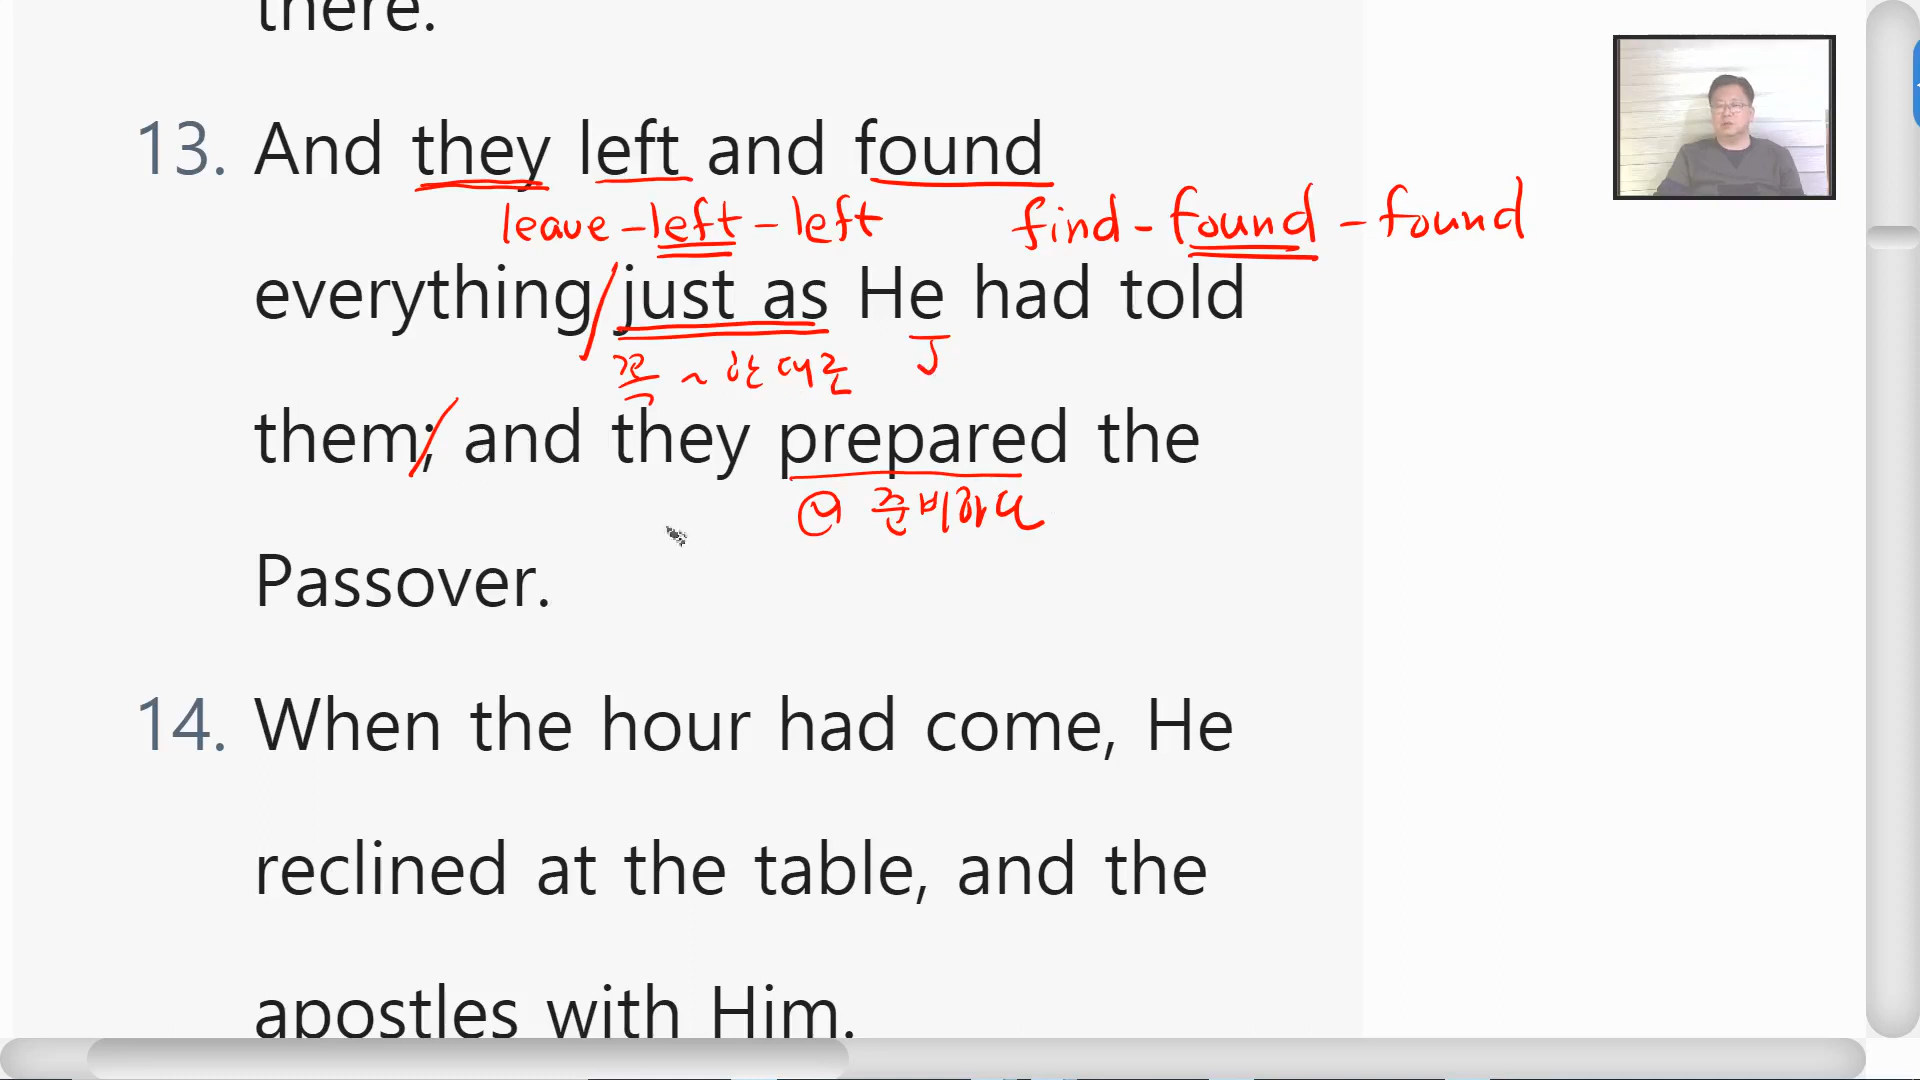 there.
13. And they left and found
leave - left - left find - found - found
everything just as He had told
꼭 ~ 한 대로 J
them; and they prepared the
준비하다
Passover.
14. When the hour had come, He
reclined at the table, and the
apostles with Him.